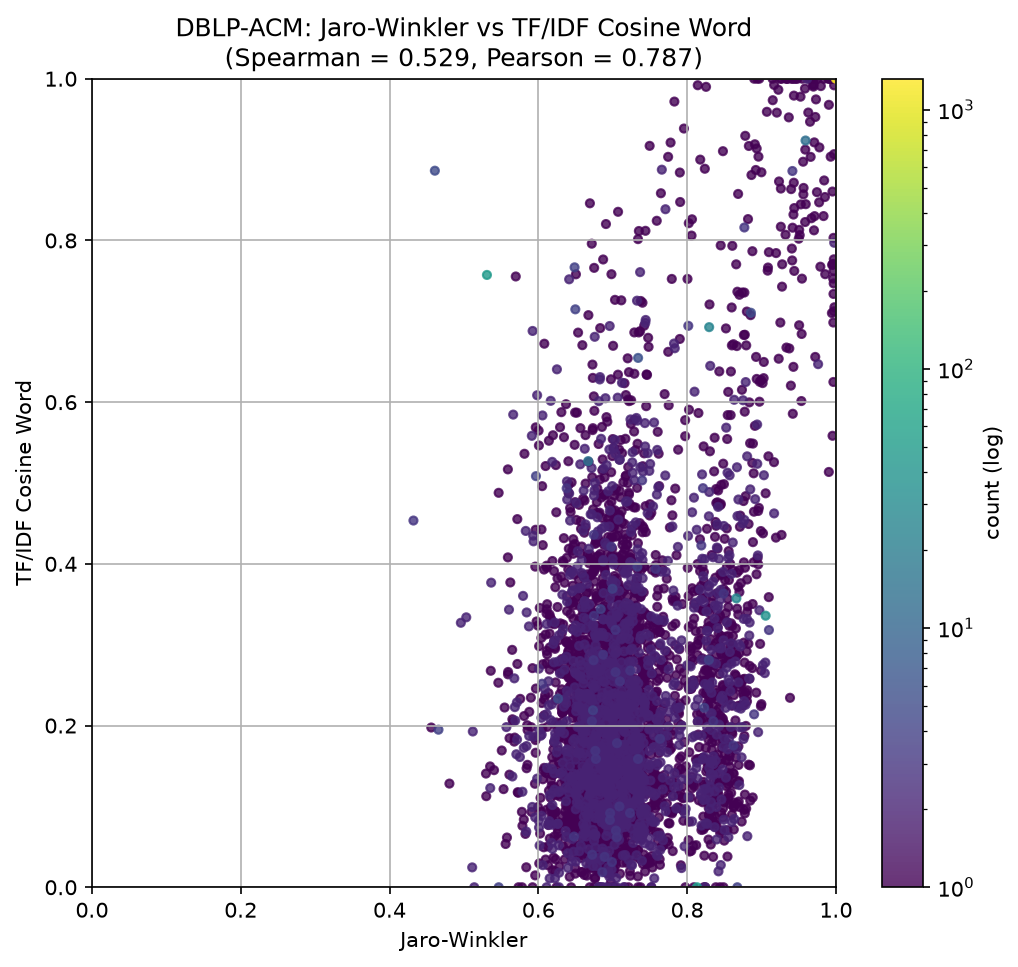 DBLP-ACM: Jaro-Winkler vs TF/IDF Cosine Word
(Spearman = 0.529, Pearson = 0.787)
1.0
0.8
0.6
0.4
0.2
0.0
TF/IDF Cosine Word
0.0 0.2 0.4 0.6 0.8 1.0
Jaro-Winkler
10³
10²
10¹
10⁰
count (log)